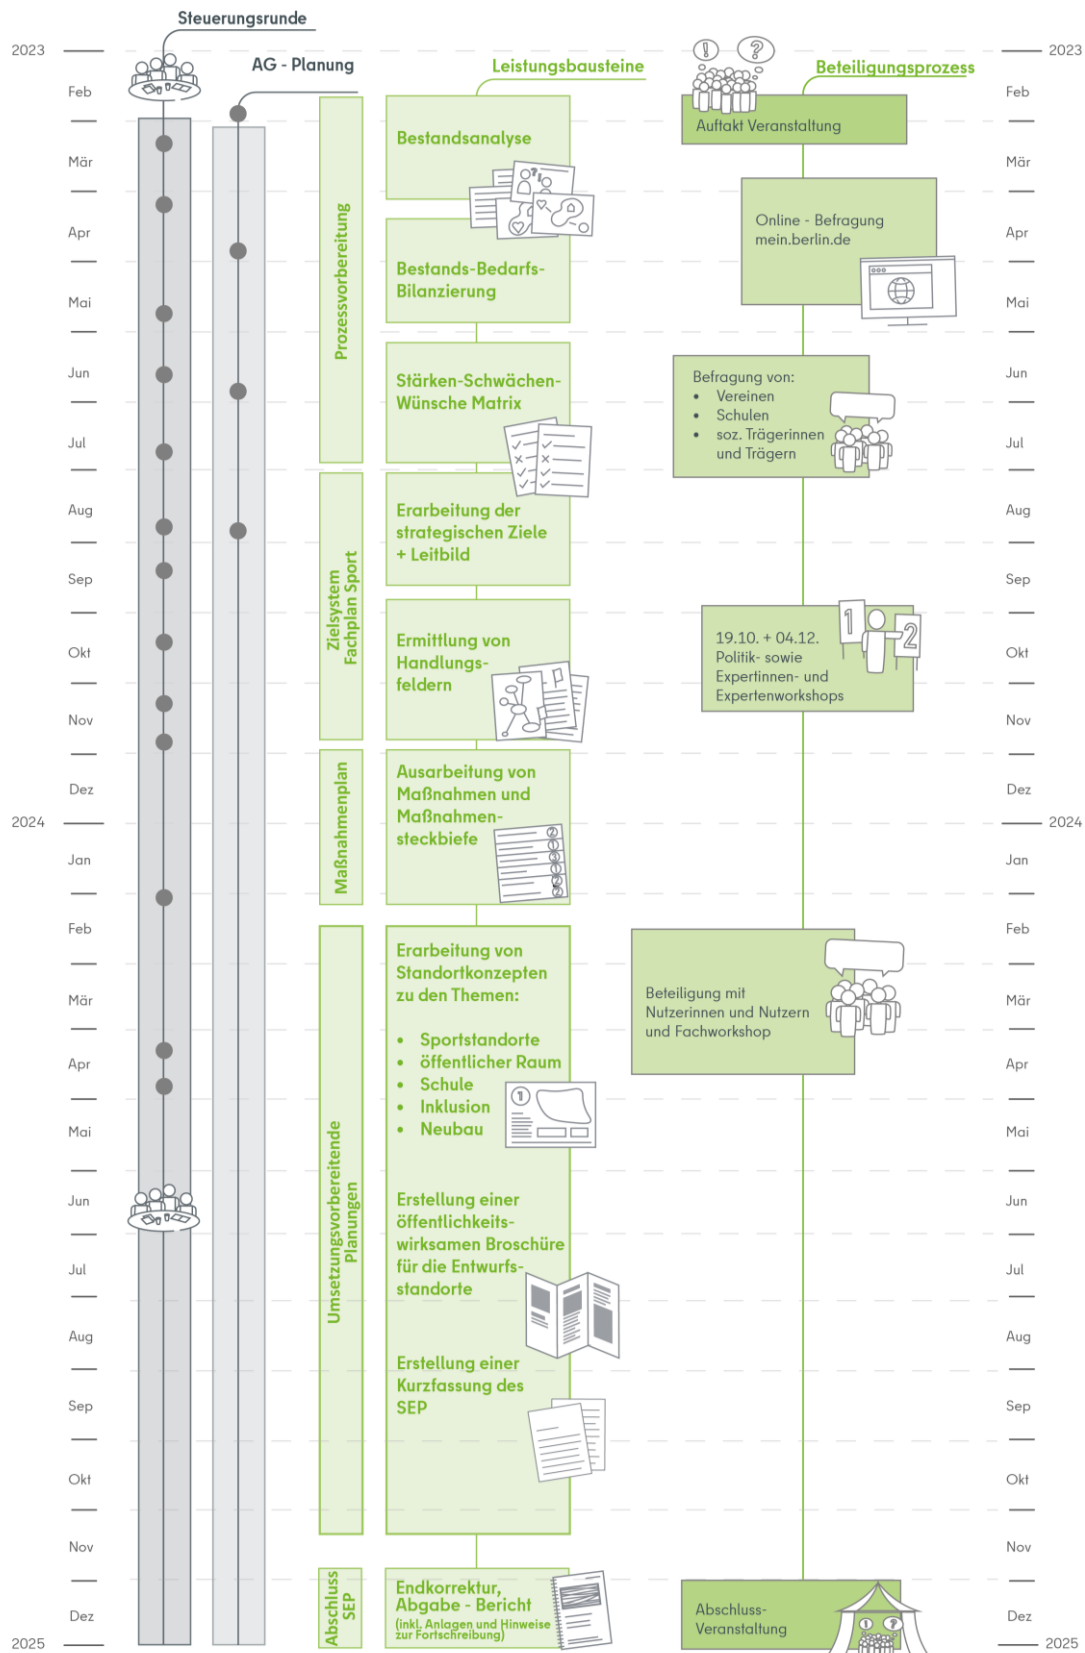 Steuerungsrunde
AG - Planung
Leistungsbausteine
Beteiligungsprozess
2023
Feb
Mär
Apr
Mai
Jun
Jul
Aug
Sep
Okt
Nov
Dez
2024
Jan
Feb
Mär
Apr
Mai
Jun
Jul
Aug
Sep
Okt
Nov
Dez
2025
Prozessvorbereitung
Zielsystem
Fachplan Sport
Maßnahmenplan
Umsetzungsvorbereitende
Planungen
Abschluss
SEP
Bestandsanalyse
Bestands-Bedarfs-
Bilanzierung
Stärken-Schwächen-
Wünsche Matrix
Erarbeitung der
strategischen Ziele
+ Leitbild
Ermittlung von
Handlungs-
feldern
Ausarbeitung von
Maßnahmen und
Maßnahmen-
steckbiefe
Erarbeitung von
Standortkonzepten
zu den Themen:
• Sportstandorte
• öffentlicher Raum
• Schule
• Inklusion
• Neubau
1
Erstellung einer
öffentlichkeits-
wirksamen Broschüre
für die Entwurfs-
standorte
Erstellung einer
Kurzfassung des
SEP
Endkorrektur,
Abgabe - Bericht
(inkl. Anlagen und Hinweise
zur Fortschreibung)
! ?
Auftakt Veranstaltung
Online - Befragung
mein.berlin.de
Befragung von:
• Vereinen
• Schulen
• soz. Trägerinnen
und Trägern
1 2
19.10. + 04.12.
Politik- sowie
Expertinnen- und
Expertenworkshops
Beteiligung mit
Nutzerinnen und Nutzern
und Fachworkshop
Abschluss-
Veranstaltung
! ?
2023
Feb
Mär
Apr
Mai
Jun
Jul
Aug
Sep
Okt
Nov
Dez
2024
Jan
Feb
Mär
Apr
Mai
Jun
Jul
Aug
Sep
Okt
Nov
Dez
2025